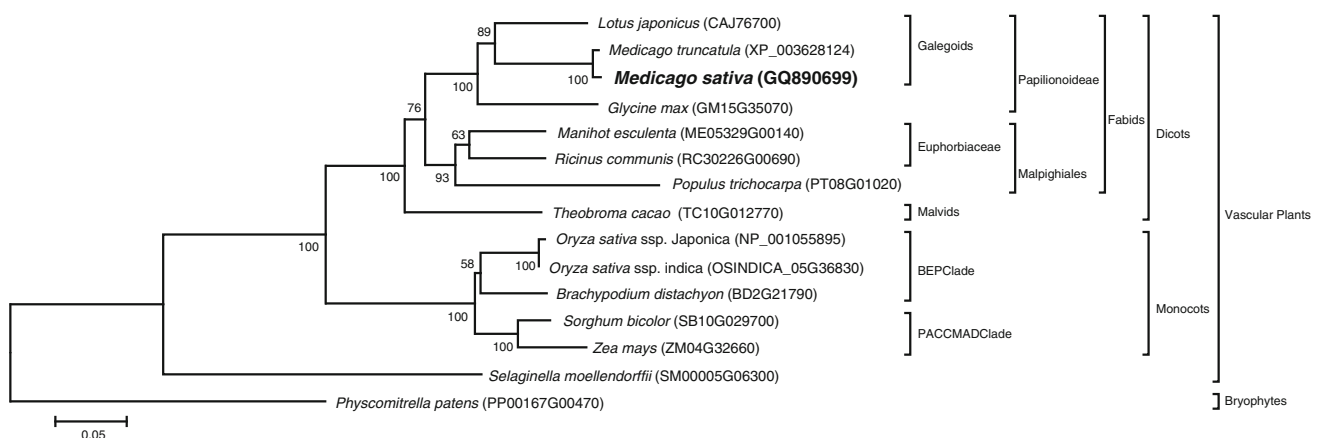 Lotus japonicus (CAJ76700)
89
Medicago truncatula (XP_003628124)
Galegoids
100
Medicago sativa (GQ890699)
Papilionoideae
100
Glycine max (GM15G35070)
76
Fabids
63
Manihot esculenta (ME05329G00140)
Dicots
Euphorbiaceae
Ricinus communis (RC30226G00690)
100
93
Malpighiales
Populus trichocarpa (PT08G01020)
Theobroma cacao (TC10G012770)
Malvids
Vascular Plants
100
Oryza sativa ssp. Japonica (NP_001055895)
58
100
Oryza sativa ssp. indica (OSINDICA_05G36830)
BEPClade
Brachypodium distachyon (BD2G21790)
Monocots
100
Sorghum bicolor (SB10G029700)
PACCMADClade
100
Zea mays (ZM04G32660)
Selaginella moellendorffii (SM00005G06300)
Physcomitrella patens (PP00167G00470)
Bryophytes
0.05